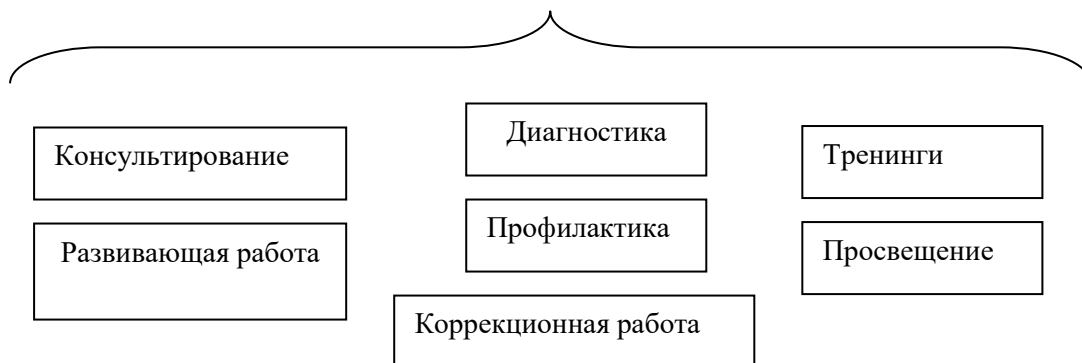 Консультирование
Диагностика
Тренинги
Развивающая работа
Профилактика
Просвещение
Коррекционная работа